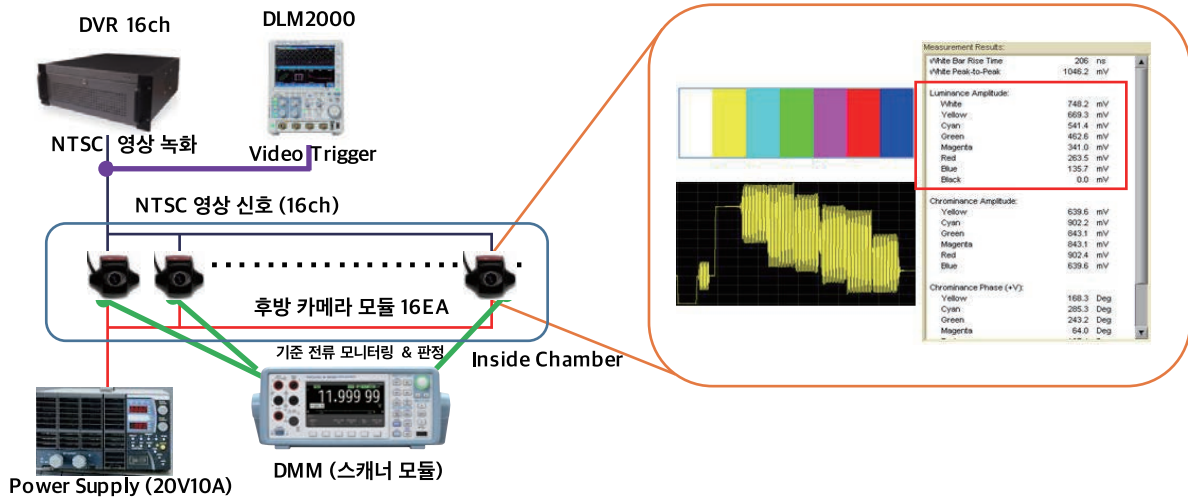 DVR 16ch
DLM2000
NTSC 영상 녹화
Video Trigger
NTSC 영상 신호 (16ch)
후방 카메라 모듈 16EA
기준 전류 모니터링 & 판정
Inside Chamber
11.999 99
DMM (스캐너 모듈)
Power Supply (20V10A)
Measurement Results:
White Bar Rise Time 206 ns
White Peak-to-Peak 1046.2 mV
Luminance Amplitude:
White 748.2 mV
Yellow 669.3 mV
Cyan 541.4 mV
Green 462.6 mV
Magenta 341.0 mV
Red 263.5 mV
Blue 135.7 mV
Black 0.0 mV
Chrominance Amplitude:
Yellow 639.6 mV
Cyan 902.2 mV
Green 843.1 mV
Magenta 843.1 mV
Red 902.4 mV
Blue 639.6 mV
Chrominance Phase (+V):
Yellow 168.3 Deg
Cyan 285.3 Deg
Green 243.2 Deg
Magenta 64.0 Deg